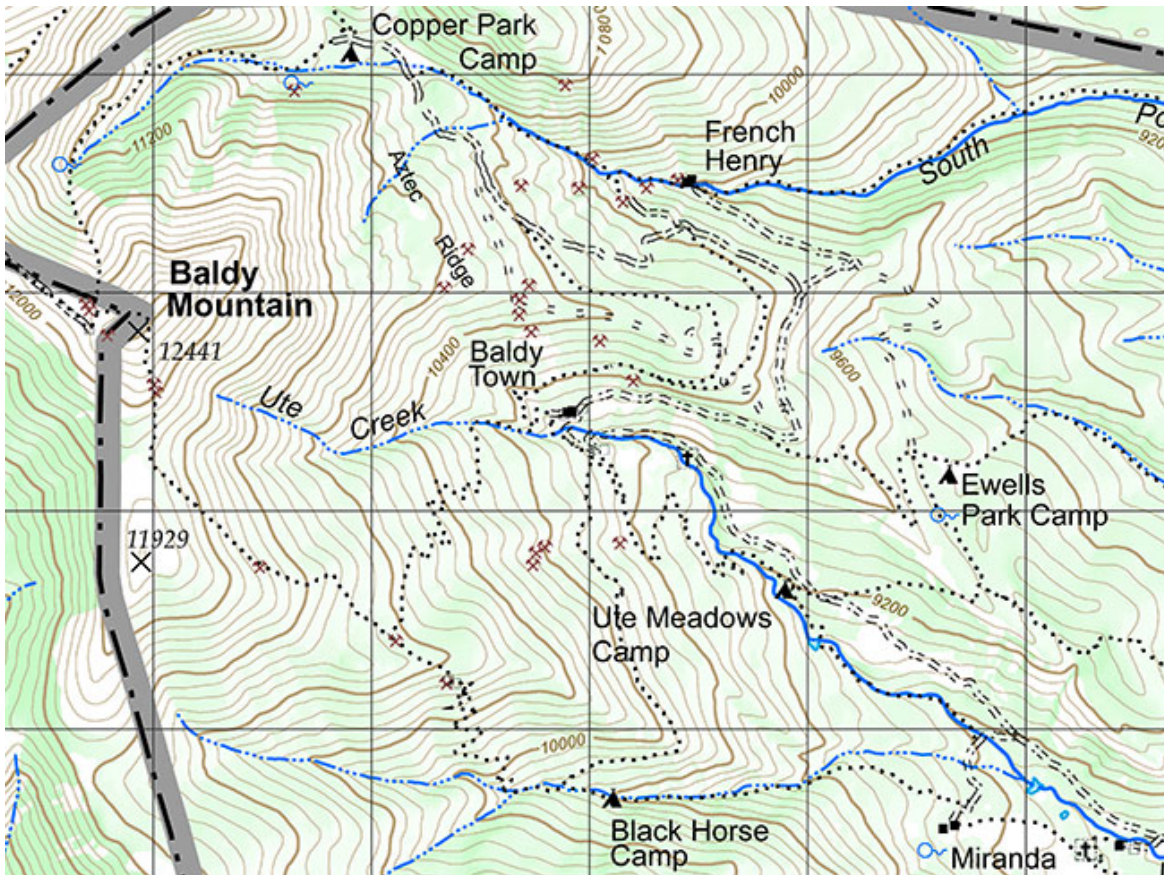 Copper Park
Camp
10800
10000
Po
920
11200
French
Henry
South
Aztec
Ridge
Baldy
Mountain
12000
12441
10400
Baldy
Town
9600
Ute
Creek
Ewells
Park Camp
11929
9200
Ute Meadows
Camp
10000
Black Horse
Camp
Miranda